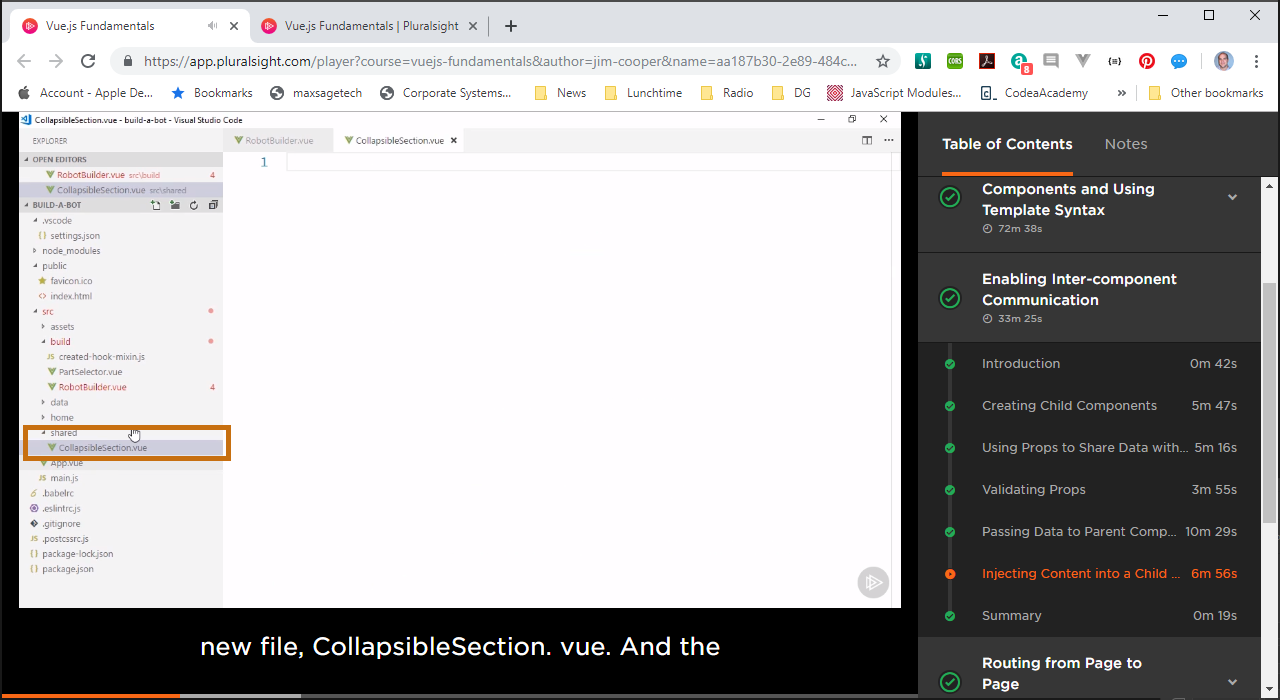 Vue.js Fundamentals
Vue.js Fundamentals | Pluralsight
https://app.pluralsight.com/player?course=vuejs-fundamentals&author=jim-cooper&name=aa187b30-2e89-484c...
CORS
8
{≡}
Account - Apple De...
Bookmarks
maxsagetech
Corporate Systems...
News
Lunchtime
Radio
DG
JavaScript Modules...
CodeaAcademy
»
Other bookmarks
CollapsibleSection.vue - build-a-bot - Visual Studio Code
EXPLORER
RobotBuilder.vue
CollapsibleSection.vue
OPEN EDITORS
RobotBuilder.vue src\build 4
CollapsibleSection.vue src\shared
BUILD-A-BOT
.vscode
settings.json
node_modules
public
favicon.ico
index.html
src
assets
build
created-hook-mixin.js
PartSelector.vue
RobotBuilder.vue 4
data
home
shared
CollapsibleSection.vue
App.vue
main.js
.babelrc
.eslintrc.js
.gitignore
.postcssrc.js
package-lock.json
package.json
1
new file, CollapsibleSection. vue. And the
Table of Contents
Notes
Components and Using
Template Syntax
72m 38s
Enabling Inter-component
Communication
33m 25s
Introduction 0m 42s
Creating Child Components 5m 47s
Using Props to Share Data with... 5m 16s
Validating Props 3m 55s
Passing Data to Parent Comp... 10m 29s
Injecting Content into a Child ... 6m 56s
Summary 0m 19s
Routing from Page to
Page